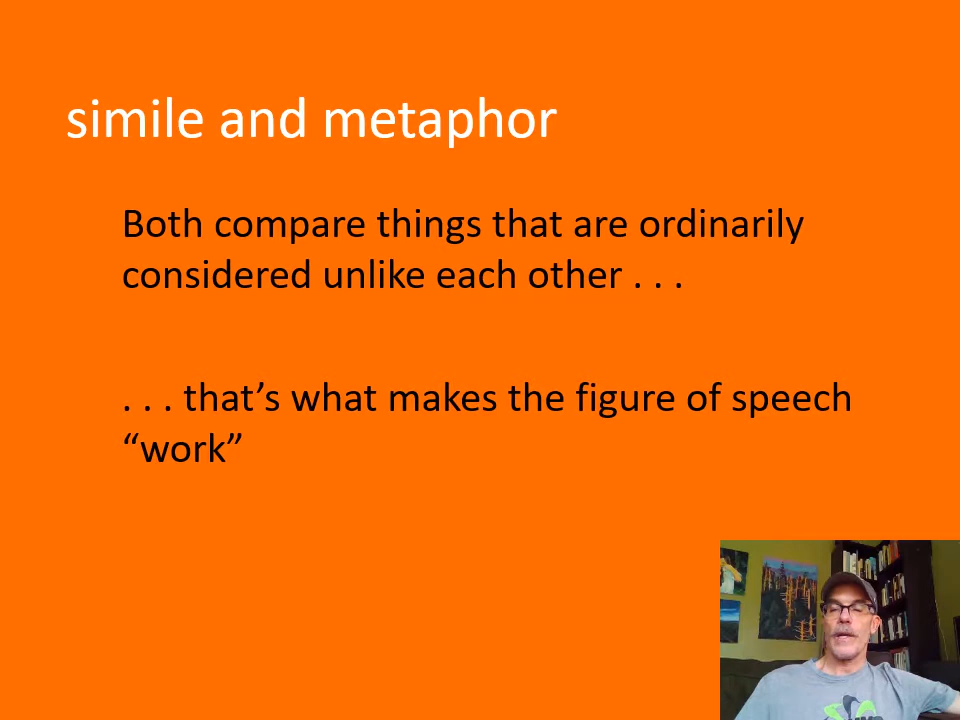 simile and metaphor
Both compare things that are ordinarily
considered unlike each other . . .
. . . that’s what makes the figure of speech
“work”